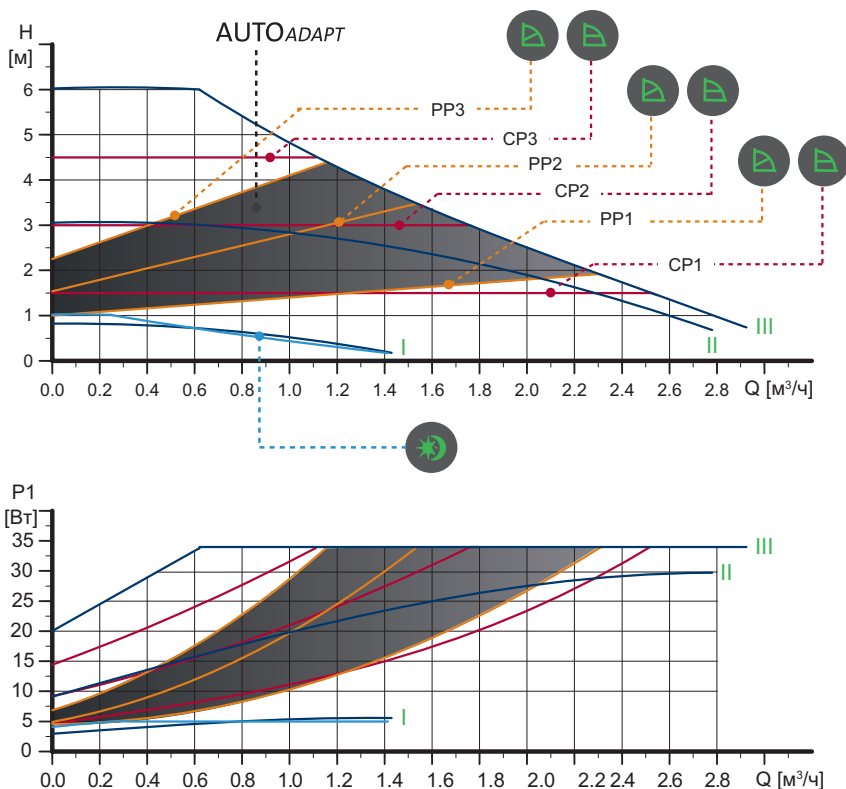 H
[м]
AUTOADAPT
PP3
CP3
PP2
CP2
PP1
CP1
6
5
4
3
2
1
0
I
II
III
0.0 0.2 0.4 0.6 0.8 1.0 1.2 1.4 1.6 1.8 2.0 2.2 2.4 2.6 2.8 Q [м³/ч]
P1
[Вт]
35
30
25
20
15
10
5
0
III
II
I
0.0 0.2 0.4 0.6 0.8 1.0 1.2 1.4 1.6 1.8 2.0 2.2 2.4 2.6 2.8 Q [м³/ч]